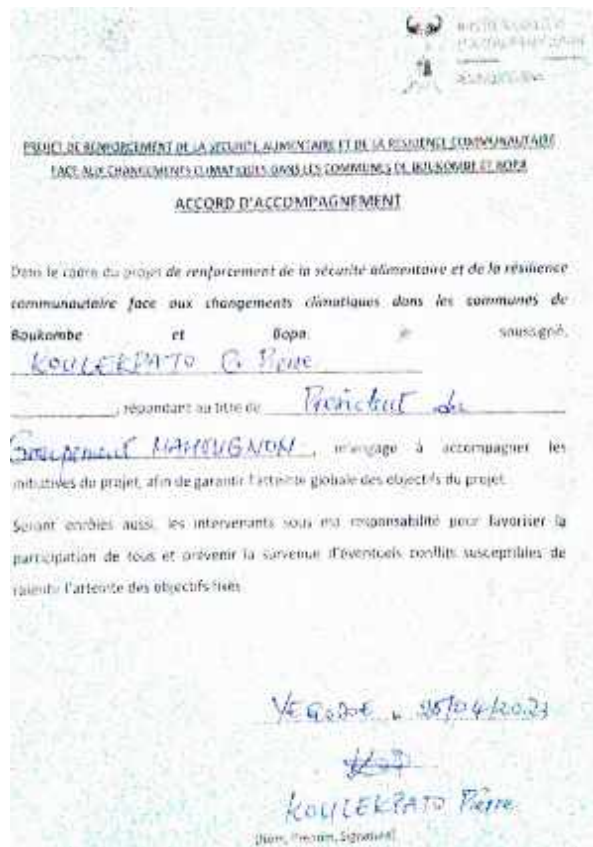 PROJET DE RENFORCEMENT DE LA SECURITE ALIMENTAIRE ET DE LA RESILIENCE COMMUNAUTAIRE
FACE AUX CHANGEMENTS CLIMATIQUES DANS LES COMMUNES DE BOUKOMBE ET BOPA
ACCORD D'ACCOMPAGNEMENT
Dans le cadre du projet de renforcement de la sécurité alimentaire et de la résilience
communautaire face aux changements climatiques dans les communes de
Boukombe et Bopa, je soussigné,
KOULEKPATO C. Pierre
, répondant au titre de Président du
Groupement MAHOUGNON, m'engage à accompagner les
initiatives du projet, afin de garantir l'atteinte globale des objectifs du projet.
Seront enrôlés aussi, les intervenants sous ma responsabilité pour favoriser la
participation de tous et prévenir la survenue d'éventuels conflits susceptibles de
ralentir l'atteinte des objectifs fixés
25/04/2023
KOULEKPATO Pierre
(Nom, Prénom, Signature)